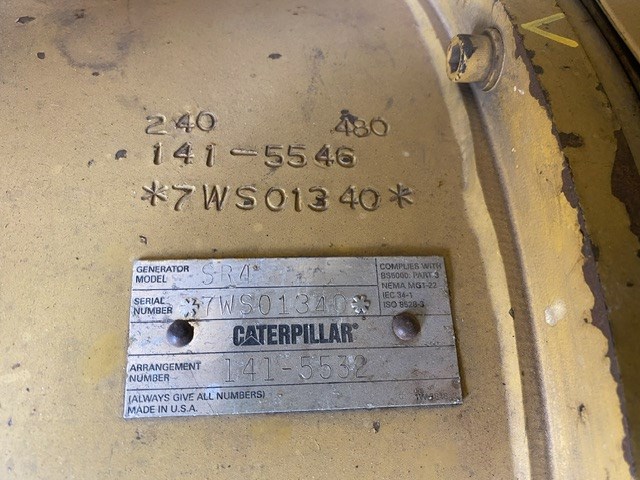 240 480
141-5546
*7WS01340*
GENERATOR MODEL SR4
COMPLIES WITH
BS5000, PART 3
NEMA MG1-22
IEC 34-1
ISO 8528-3
SERIAL NUMBER *7WS01340*
CATERPILLAR®
ARRANGEMENT NUMBER 141-5532
(ALWAYS GIVE ALL NUMBERS)
MADE IN U.S.A.